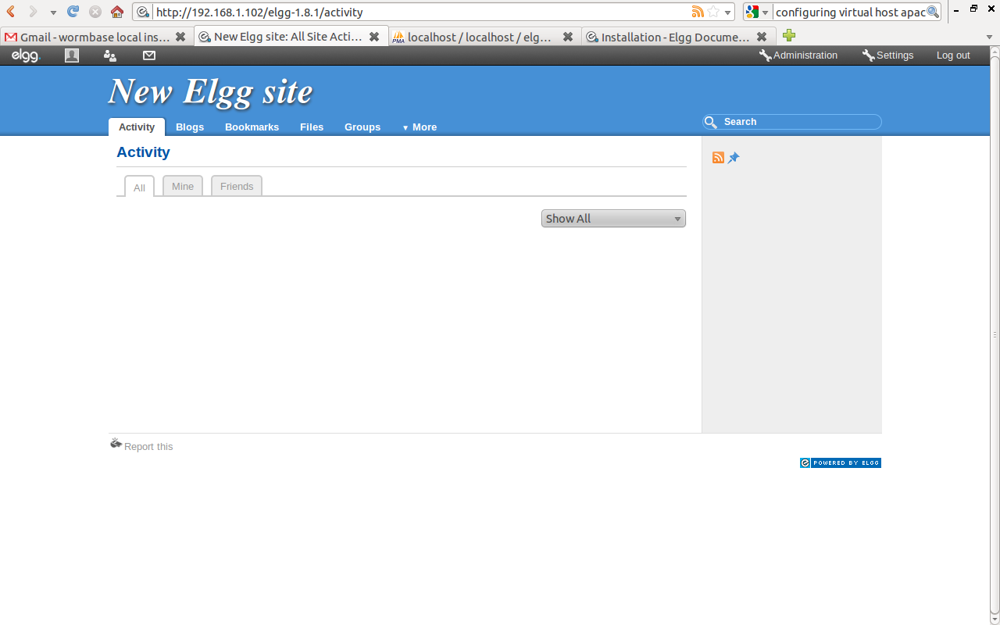 http://192.168.1.102/elgg-1.8.1/activity
configuring virtual host apac
Gmail - wormbase local ins...
New Elgg site: All Site Acti...
PMA
localhost / localhost / elg...
Installation - Elgg Docume...
elgg.
Administration
Settings
Log out
New Elgg site
Activity
Blogs
Bookmarks
Files
Groups
▼ More
Search
Activity
All
Mine
Friends
Show All
Report this
POWERED BY ELGG